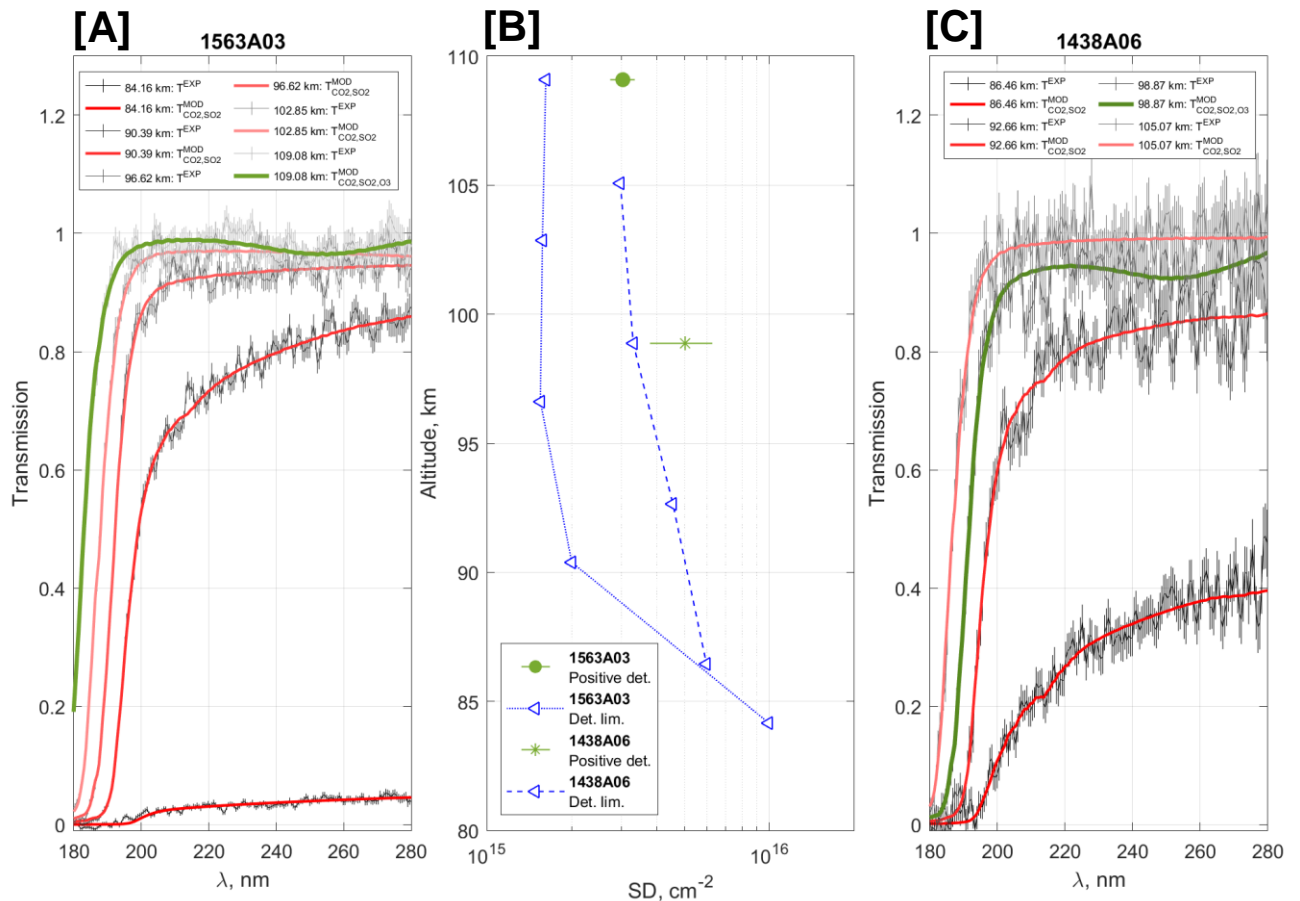 [A]
1563A03
84.16 km: T^EXP
84.16 km: T^MOD_CO2,SO2
90.39 km: T^EXP
90.39 km: T^MOD_CO2,SO2
96.62 km: T^EXP
96.62 km: T^MOD_CO2,SO2
102.85 km: T^EXP
102.85 km: T^MOD_CO2,SO2
109.08 km: T^EXP
109.08 km: T^MOD_CO2,SO2,O3
1.2
1
0.8
0.6
0.4
0.2
0
Transmission
180 200 220 240 260 280
λ, nm
[B]
110
105
100
95
90
85
80
Altitude, km
1563A03
Positive det.
1563A03
Det. lim.
1438A06
Positive det.
1438A06
Det. lim.
10^15 10^16
SD, cm^-2
[C]
1438A06
86.46 km: T^EXP
86.46 km: T^MOD_CO2,SO2
92.66 km: T^EXP
92.66 km: T^MOD_CO2,SO2
98.87 km: T^EXP
98.87 km: T^MOD_CO2,SO2,O3
105.07 km: T^EXP
105.07 km: T^MOD_CO2,SO2
1.2
1
0.8
0.6
0.4
0.2
0
Transmission
180 200 220 240 260 280
λ, nm